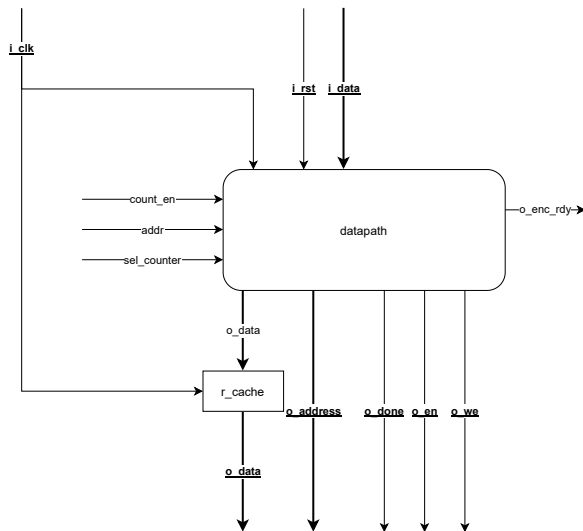 i_clk
i_rst
i_data
count_en
addr
sel_counter
datapath
o_enc_rdy
o_data
r_cache
o_address
o_done
o_en
o_we
o_data